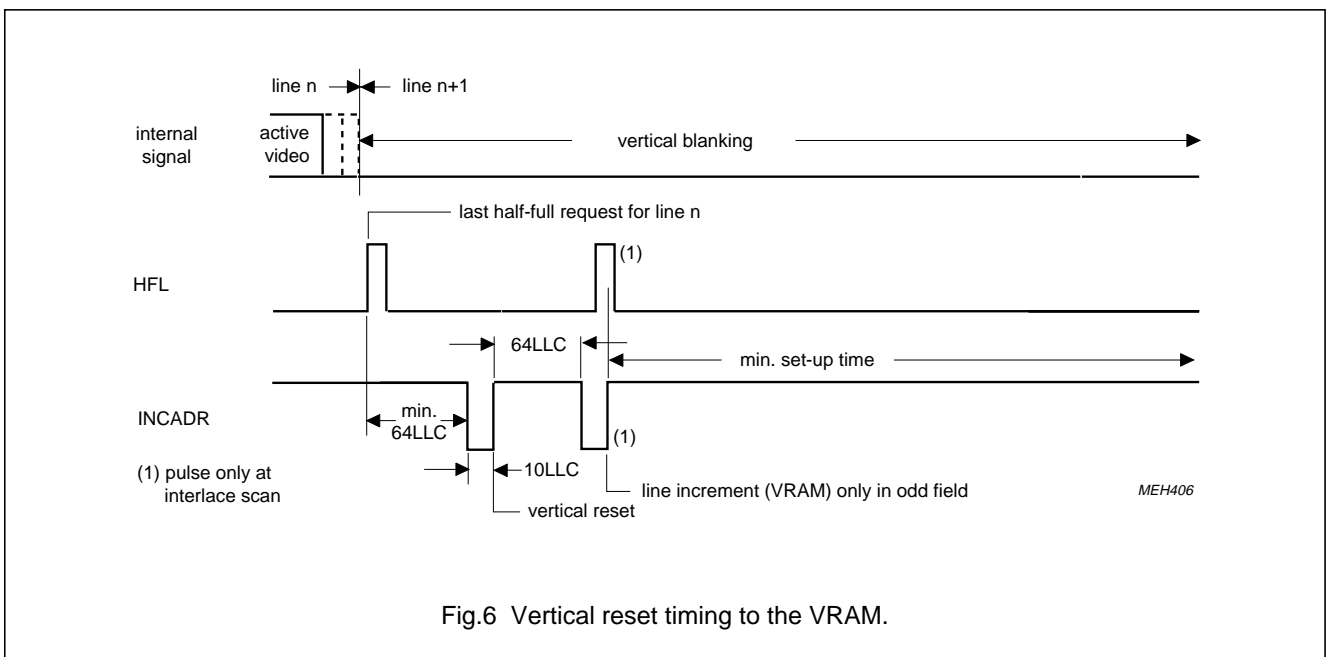 line n
line n+1
internal
signal
active
video
vertical blanking
last half-full request for line n
(1)
HFL
64LLC
min. set-up time
INCADR
min.
64LLC
(1)
(1) pulse only at
interlace scan
10LLC
line increment (VRAM) only in odd field
MEH406
vertical reset
Fig.6 Vertical reset timing to the VRAM.